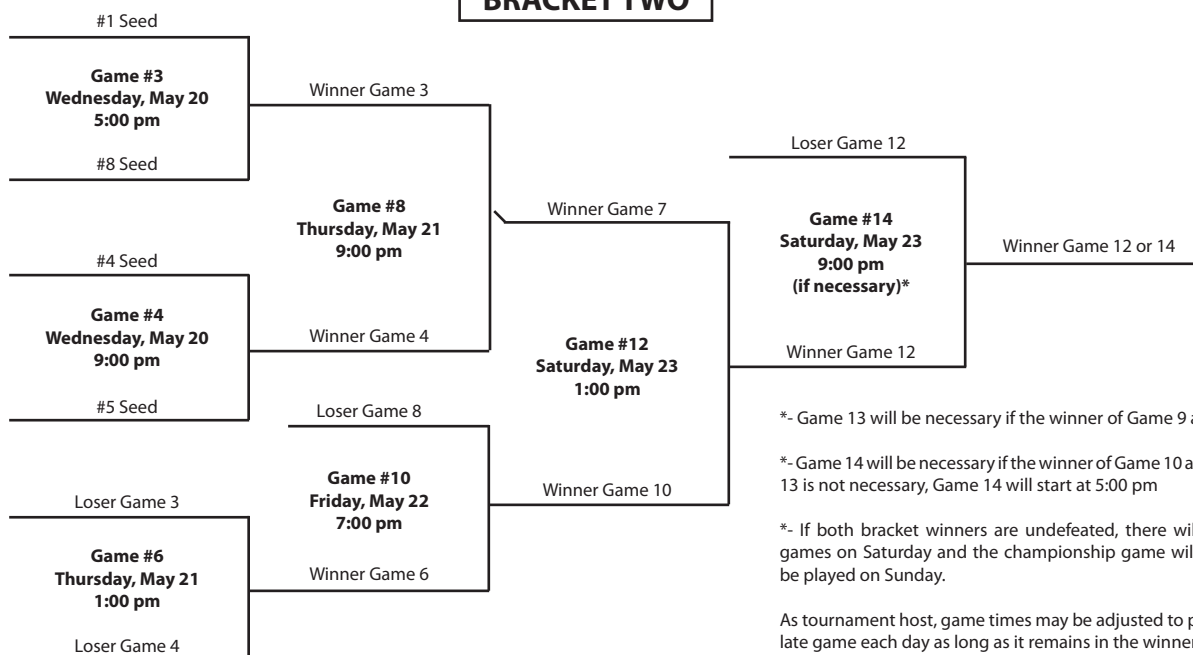 BRACKET TWO
#1 Seed
Game #3
Wednesday, May 20
5:00 pm
#8 Seed
Winner Game 3
Game #8
Thursday, May 21
9:00 pm
#4 Seed
Game #4
Wednesday, May 20
9:00 pm
#5 Seed
Winner Game 4
Loser Game 3
Game #6
Thursday, May 21
1:00 pm
Loser Game 4
Loser Game 8
Game #10
Friday, May 22
7:00 pm
Winner Game 6
Winner Game 7
Game #12
Saturday, May 23
1:00 pm
Winner Game 10
Loser Game 12
Game #14
Saturday, May 23
9:00 pm
(if necessary)*
Winner Game 12
Winner Game 12 or 14
*- Game 13 will be necessary if the winner of Game 9
*- Game 14 will be necessary if the winner of Game 10
13 is not necessary, Game 14 will start at 5:00 pm
*- If both bracket winners are undefeated, there
games on Saturday and the championship game
be played on Sunday.
As tournament host, game times may be adjusted to
late game each day as long as it remains in the